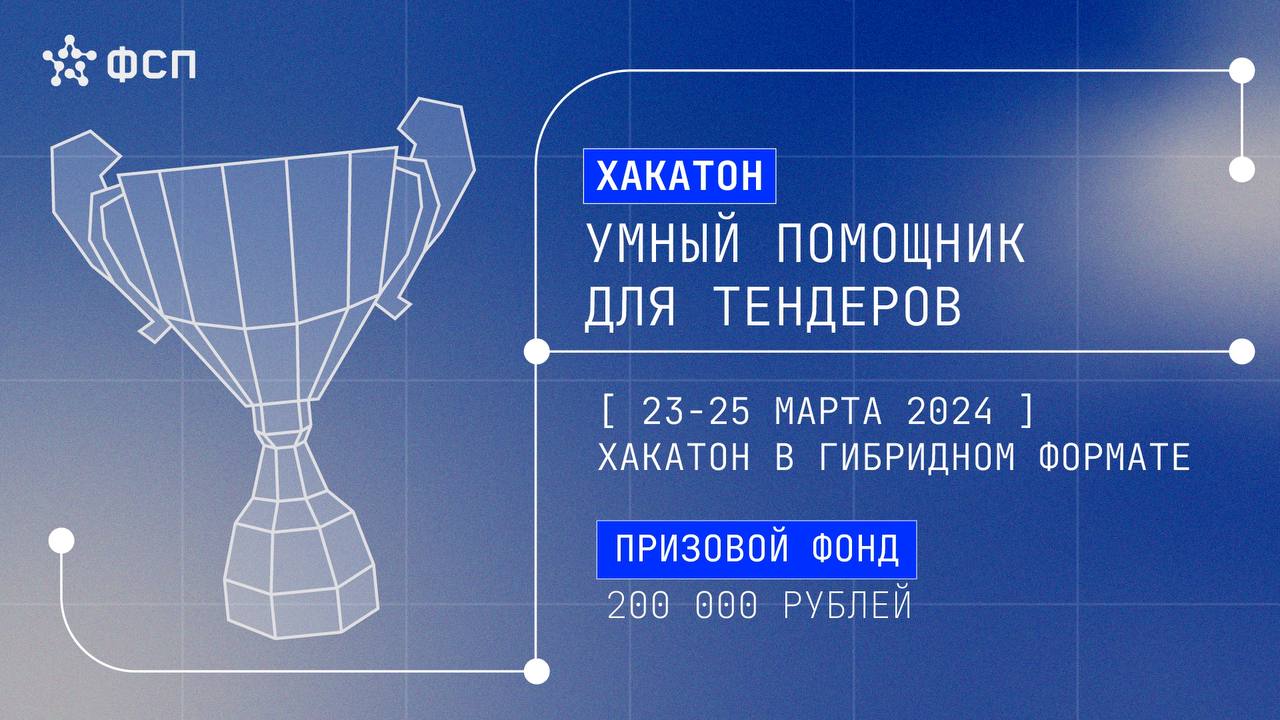 ФСП
ХАКАТОН
УМНЫЙ ПОМОЩНИК
ДЛЯ ТЕНДЕРОВ
[ 23-25 МАРТА 2024 ]
ХАКАТОН В ГИБРИДНОМ ФОРМАТЕ
ПРИЗОВОЙ ФОНД
200 000 РУБЛЕЙ